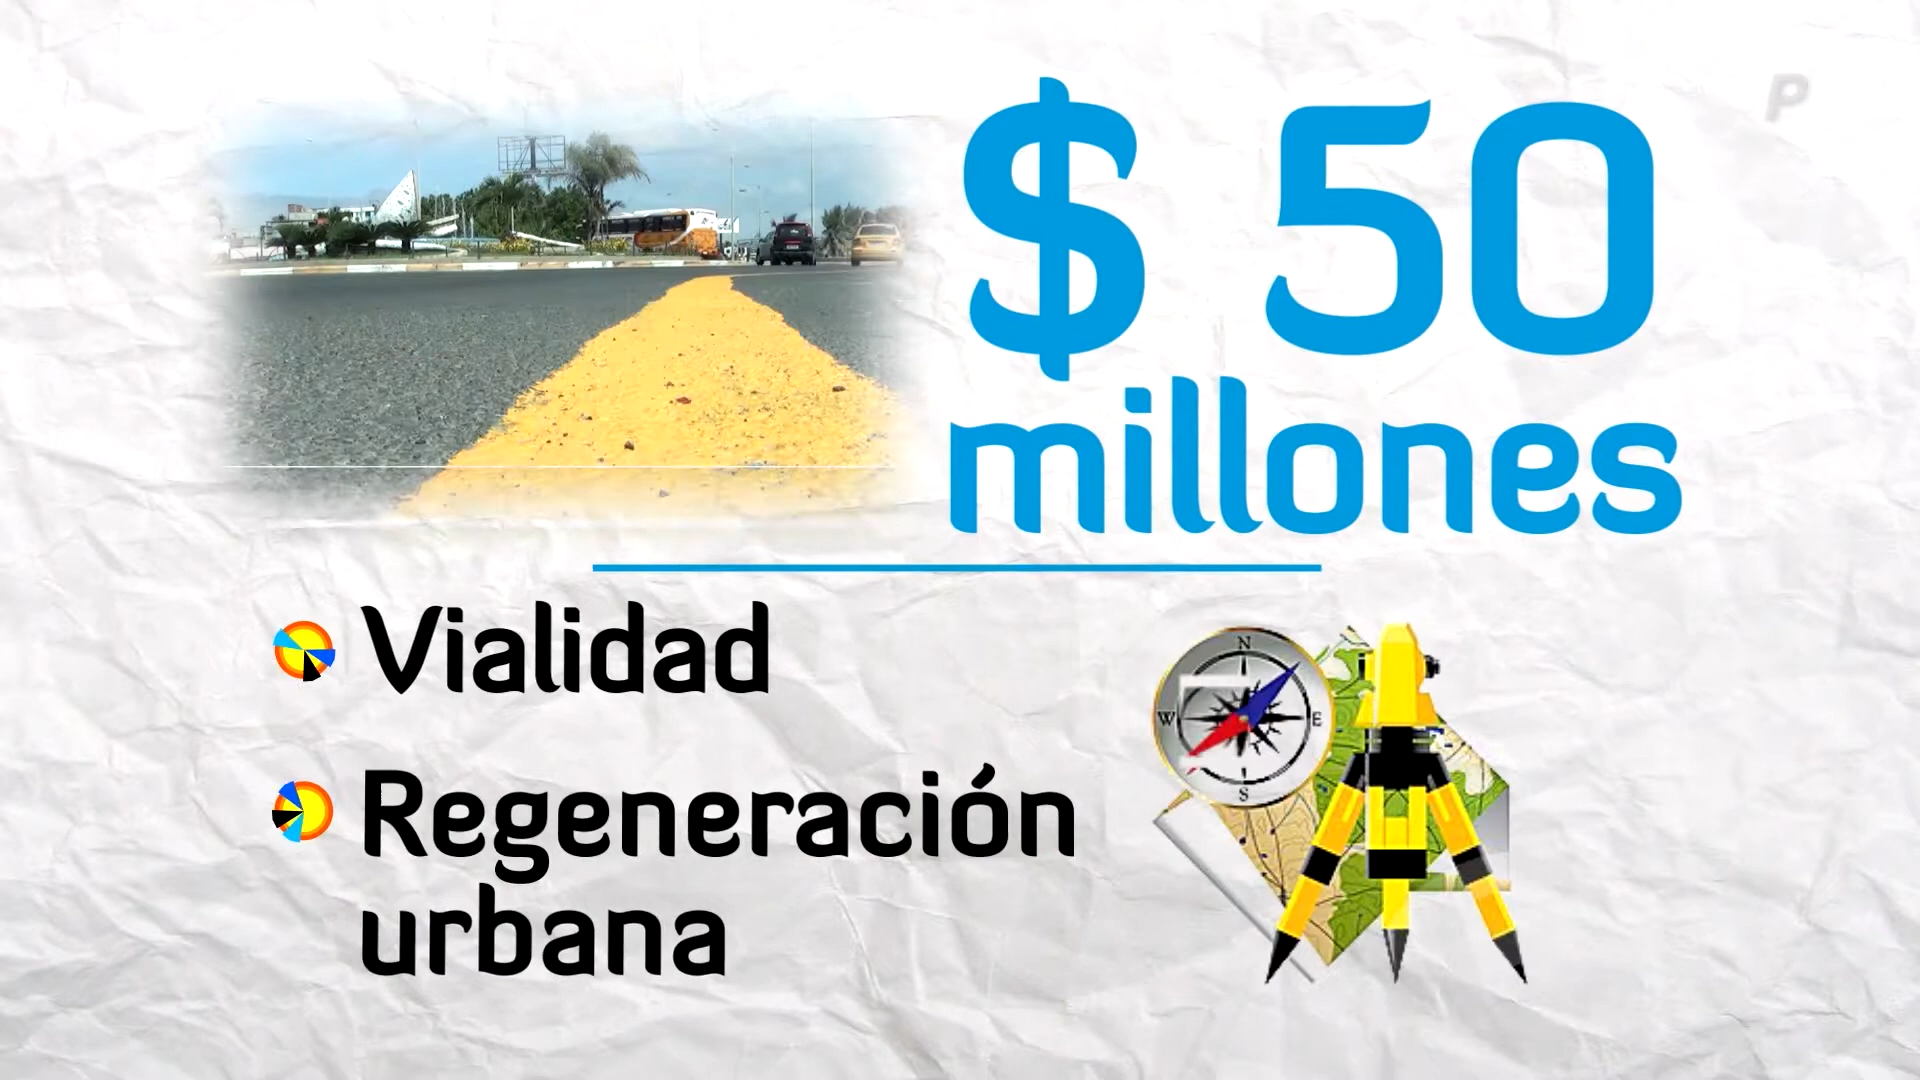 P
$ 50
millones
Vialidad
Regeneración
urbana
N
W
E
S